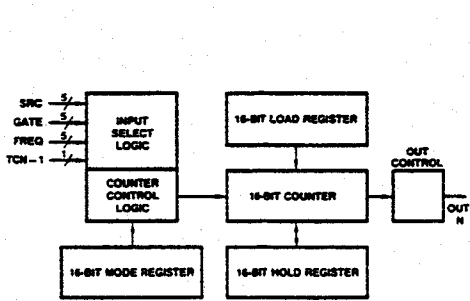 SRC 5
GATE 5
FREQ 5
TCN-1 1
INPUT
SELECT
LOGIC
COUNTER
CONTROL
LOGIC
16-BIT MODE REGISTER
16-BIT LOAD REGISTER
16-BIT COUNTER
16-BIT HOLD REGISTER
OUT
CONTROL
OUT
N